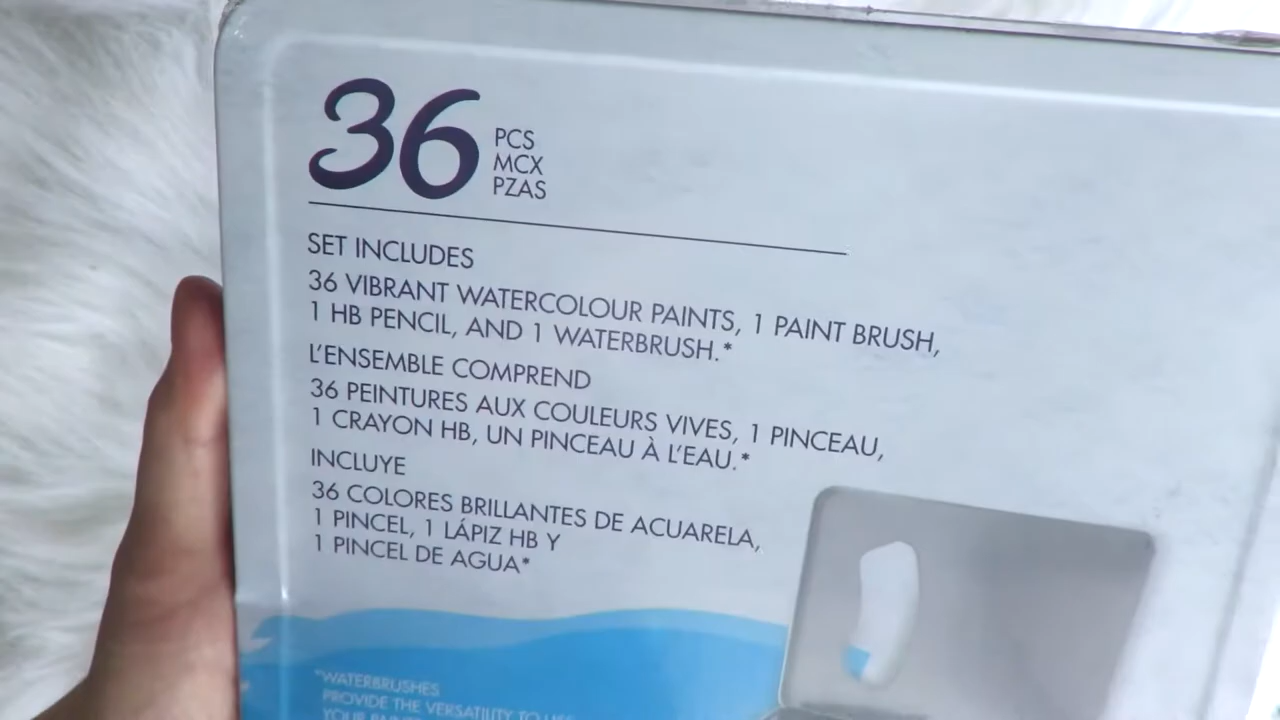 36
PCS
MCX
PZAS
SET INCLUDES
36 VIBRANT WATERCOLOUR PAINTS, 1 PAINT BRUSH,
1 HB PENCIL, AND 1 WATERBRUSH.*
L'ENSEMBLE COMPREND
36 PEINTURES AUX COULEURS VIVES, 1 PINCEAU,
1 CRAYON HB, UN PINCEAU À L'EAU.*
INCLUYE
36 COLORES BRILLANTES DE ACUARELA,
1 PINCEL, 1 LÁPIZ HB Y
1 PINCEL DE AGUA*
*WATERBRUSHES
PROVIDE THE VERSATILITY TO
YOUR